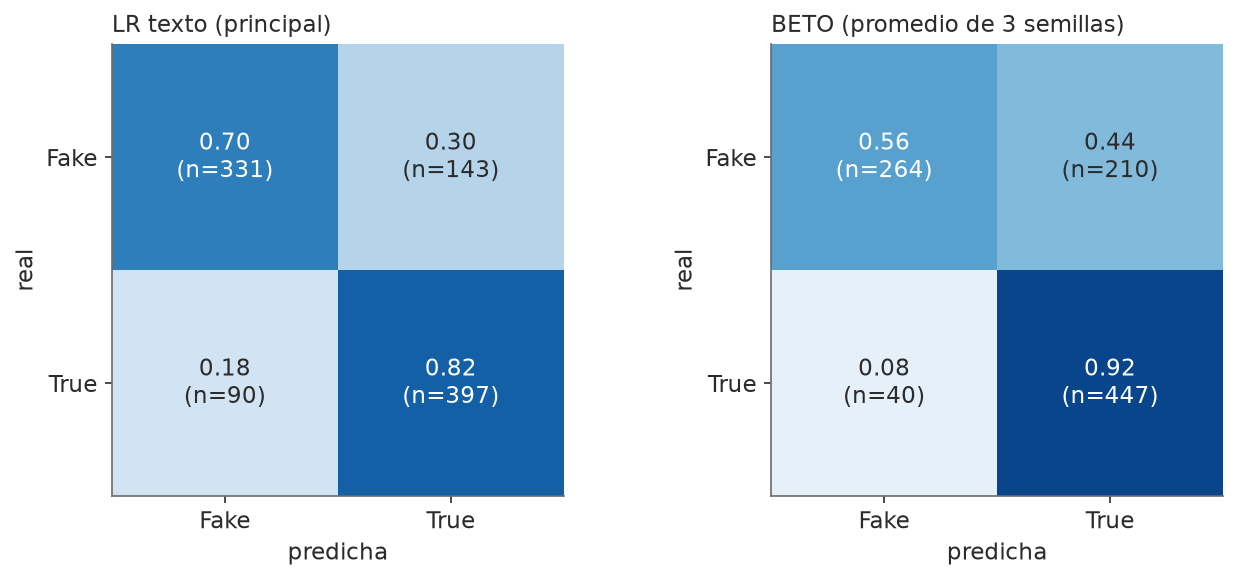 LR texto (principal)
Fake
0.70
(n=331)
0.30
(n=143)
True
0.18
(n=90)
0.82
(n=397)
real
Fake
True
predicha
BETO (promedio de 3 semillas)
Fake
0.56
(n=264)
0.44
(n=210)
True
0.08
(n=40)
0.92
(n=447)
real
Fake
True
predicha